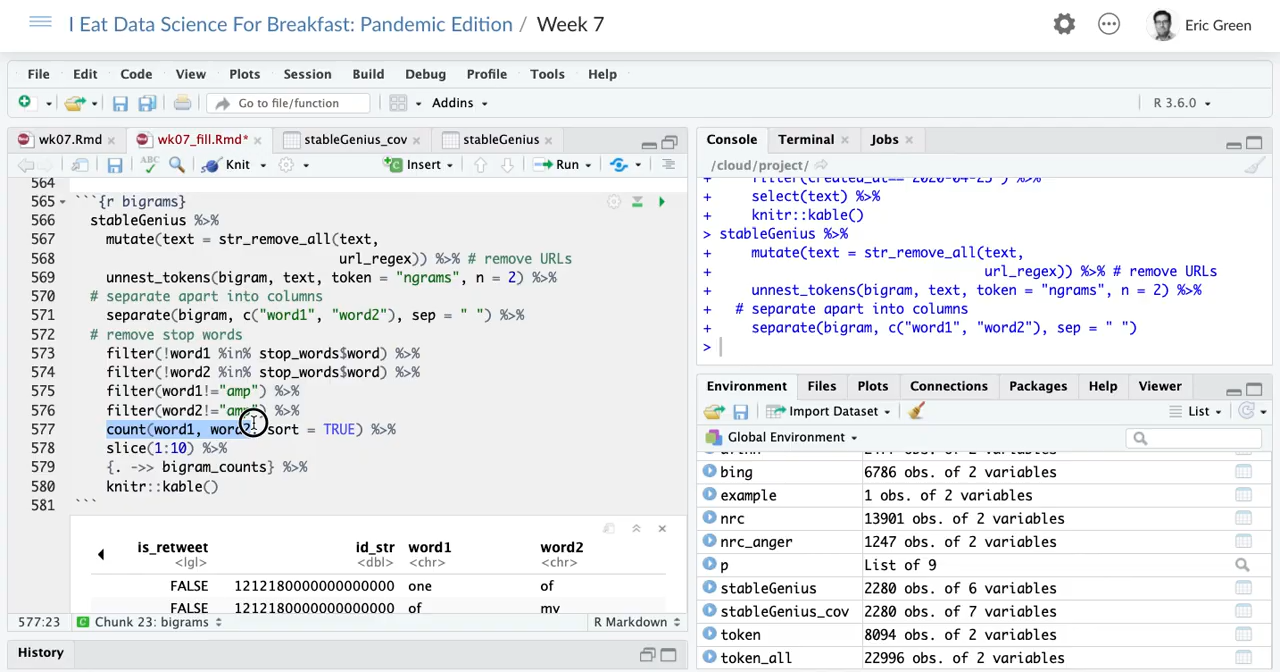 I Eat Data Science For Breakfast: Pandemic Edition / Week 7
Eric Green
File Edit Code View Plots Session Build Debug Profile Tools Help
Go to file/function
Addins
R 3.6.0
wk07.Rmd
wk07_fill.Rmd*
stableGenius_cov
stableGenius
ABC
Knit
Insert
Run
564
565 ```{r bigrams}
566 stableGenius %>%
567 mutate(text = str_remove_all(text,
568 url_regex)) %>% # remove URLs
569 unnest_tokens(bigram, text, token = "ngrams", n = 2) %>%
570 # separate apart into columns
571 separate(bigram, c("word1", "word2"), sep = " ") %>%
572 # remove stop words
573 filter(!word1 %in% stop_words$word) %>%
574 filter(!word2 %in% stop_words$word) %>%
575 filter(word1!="amp") %>%
576 filter(word2!="amp") %>%
577 count(word1, word2, sort = TRUE) %>%
578 slice(1:10) %>%
579 {. ->> bigram_counts} %>%
580 knitr::kable()
581 ```
is_retweet id_str word1 word2
<lgl> <dbl> <chr> <chr>
FALSE 1212180000000000000 one of
FALSE 1212180000000000000 of my
577:23 Chunk 23: bigrams R Markdown
History
Console Terminal Jobs
/cloud/project/
+ filter(created_at== "2020-04-23") %>%
+ select(text) %>%
+ knitr::kable()
> stableGenius %>%
+ mutate(text = str_remove_all(text,
+ url_regex)) %>% # remove URLs
+ unnest_tokens(bigram, text, token = "ngrams", n = 2) %>%
+ # separate apart into columns
+ separate(bigram, c("word1", "word2"), sep = " ")
>
Environment Files Plots Connections Packages Help Viewer
Import Dataset
List
Global Environment
bing 6786 obs. of 2 variables
example 1 obs. of 2 variables
nrc 13901 obs. of 2 variables
nrc_anger 1247 obs. of 2 variables
p List of 9
stableGenius 2280 obs. of 6 variables
stableGenius_cov 2280 obs. of 7 variables
token 8094 obs. of 2 variables
token_all 22996 obs. of 2 variables